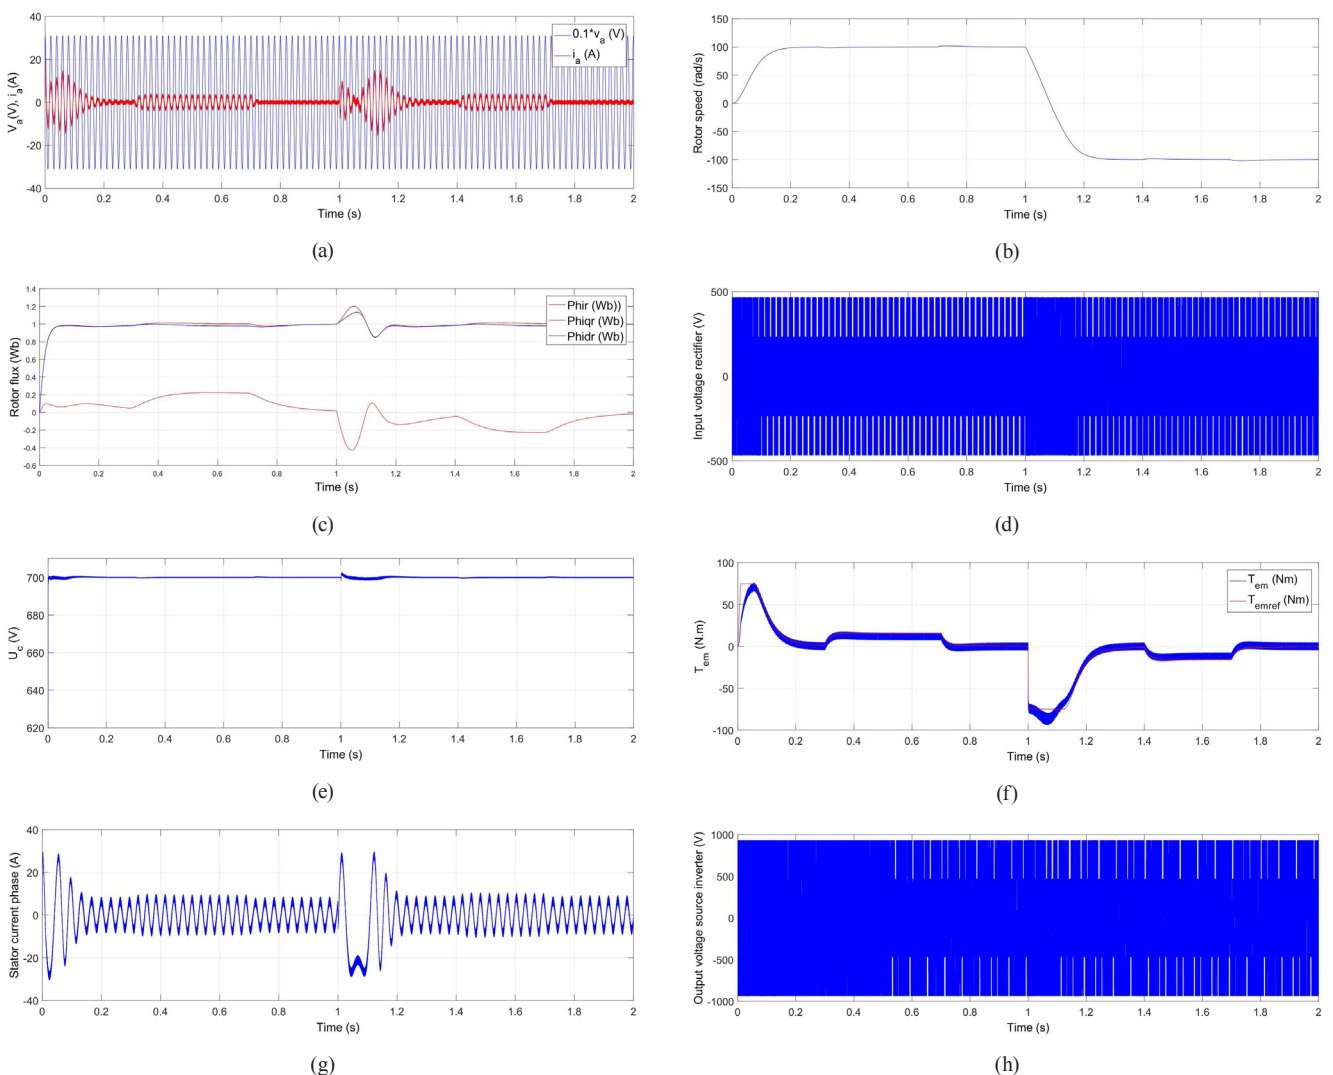 40
20
0
-20
-40
V_a(V), i_a(A)
0.1*v_a (V)
i_a (A)
0 0.2 0.4 0.6 0.8 1 1.2 1.4 1.6 1.8 2
Time (s)
(a)
150
100
50
0
-50
-100
-150
Rotor speed (rad/s)
0 0.2 0.4 0.6 0.8 1 1.2 1.4 1.6 1.8 2
Time (s)
(b)
1.4
1.2
1
0.8
0.6
0.4
0.2
0
-0.2
-0.4
-0.6
Rotor flux (Wb)
Phir (Wb))
Phiqr (Wb)
Phidr (Wb)
0 0.2 0.4 0.6 0.8 1 1.2 1.4 1.6 1.8 2
Time (s)
(c)
500
0
-500
Input voltage rectifier (V)
0 0.2 0.4 0.6 0.8 1 1.2 1.4 1.6 1.8 2
Time (s)
(d)
700
680
660
640
620
U_c (V)
0 0.2 0.4 0.6 0.8 1 1.2 1.4 1.6 1.8 2
Time (s)
(e)
100
50
0
-50
-100
T_em (N.m)
T_em (Nm)
T_emref (Nm)
0 0.2 0.4 0.6 0.8 1 1.2 1.4 1.6 1.8 2
Time (s)
(f)
40
20
0
-20
-40
Stator current phase (A)
0 0.2 0.4 0.6 0.8 1 1.2 1.4 1.6 1.8 2
Time (s)
(g)
1000
500
0
-500
-1000
Output voltage source inverter (V)
0 0.2 0.4 0.6 0.8 1 1.2 1.4 1.6 1.8 2
Time (s)
(h)